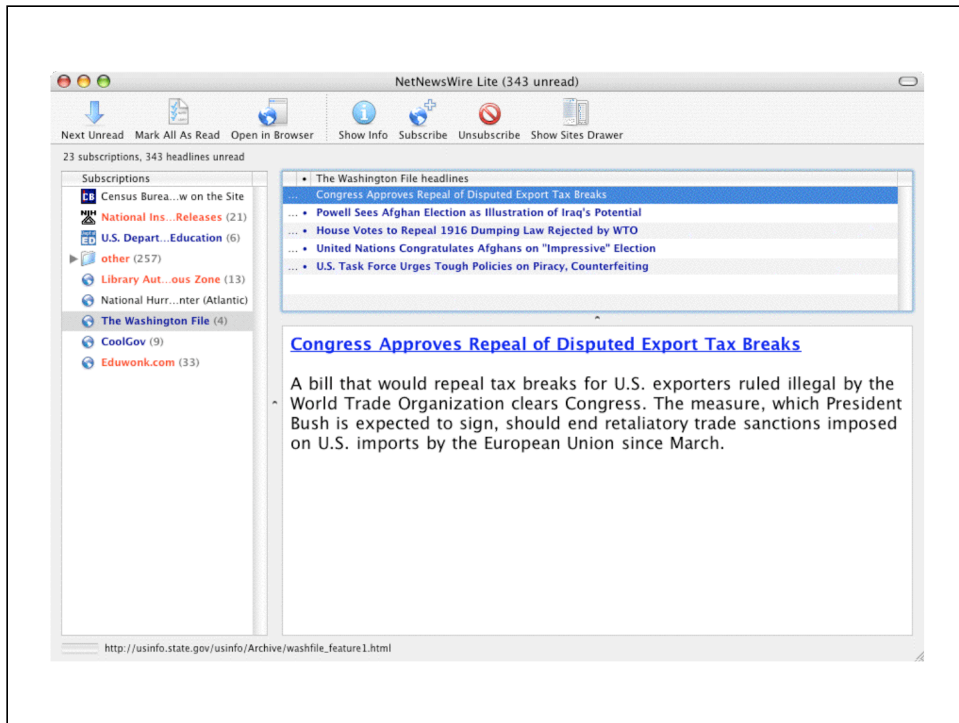 NetNewsWire Lite (343 unread)
Next Unread Mark All As Read Open in Browser Show Info Subscribe Unsubscribe Show Sites Drawer
23 subscriptions, 343 headlines unread
Subscriptions
CB Census Burea...w on the Site
NIH National Ins...Releases (21)
ED U.S. Depart...Education (6)
other (257)
Library Aut...ous Zone (13)
National Hurr...nter (Atlantic)
The Washington File (4)
CoolGov (9)
Eduwonk.com (33)
• The Washington File headlines
... Congress Approves Repeal of Disputed Export Tax Breaks
... • Powell Sees Afghan Election as Illustration of Iraq's Potential
... • House Votes to Repeal 1916 Dumping Law Rejected by WTO
... • United Nations Congratulates Afghans on "Impressive" Election
... • U.S. Task Force Urges Tough Policies on Piracy, Counterfeiting
Congress Approves Repeal of Disputed Export Tax Breaks
A bill that would repeal tax breaks for U.S. exporters ruled illegal by the
World Trade Organization clears Congress. The measure, which President
Bush is expected to sign, should end retaliatory trade sanctions imposed
on U.S. imports by the European Union since March.
http://usinfo.state.gov/usinfo/Archive/washfile_feature1.html